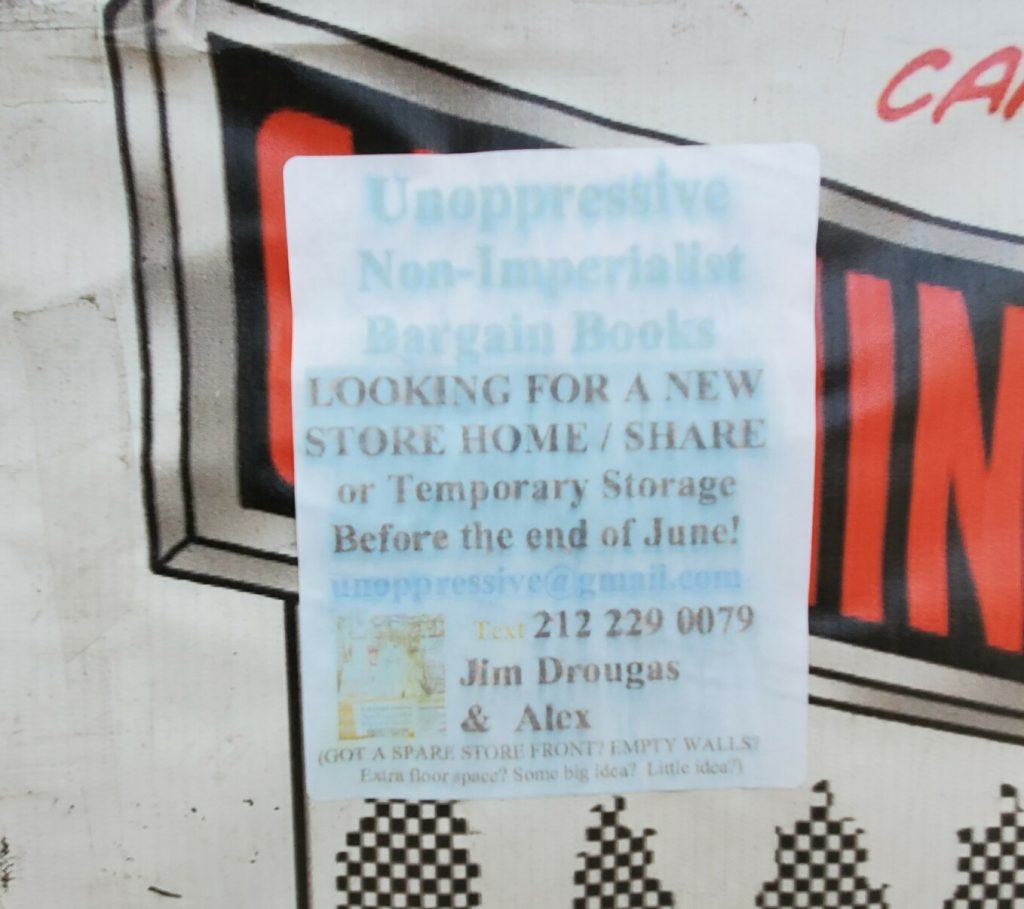 CA
Unoppressive
Non-Imperialist
Bargain Books
LOOKING FOR A NEW
STORE HOME / SHARE
or Temporary Storage
Before the end of June!
unoppressive@gmail.com
Text 212 229 0079
Jim Drougas
& Alex
(GOT A SPARE STORE FRONT? EMPTY WALLS?
Extra floor space? Some big idea? Little idea?)
IN